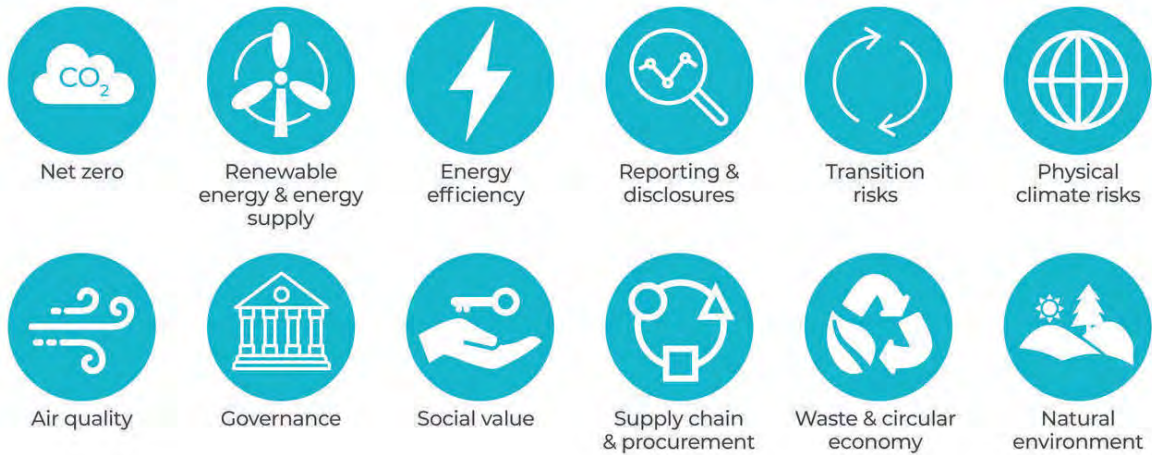 CO2
Net zero
Renewable
energy & energy
supply
Energy
efficiency
Reporting &
disclosures
Transition
risks
Physical
climate risks
Air quality
Governance
Social value
Supply chain
& procurement
Waste & circular
economy
Natural
environment